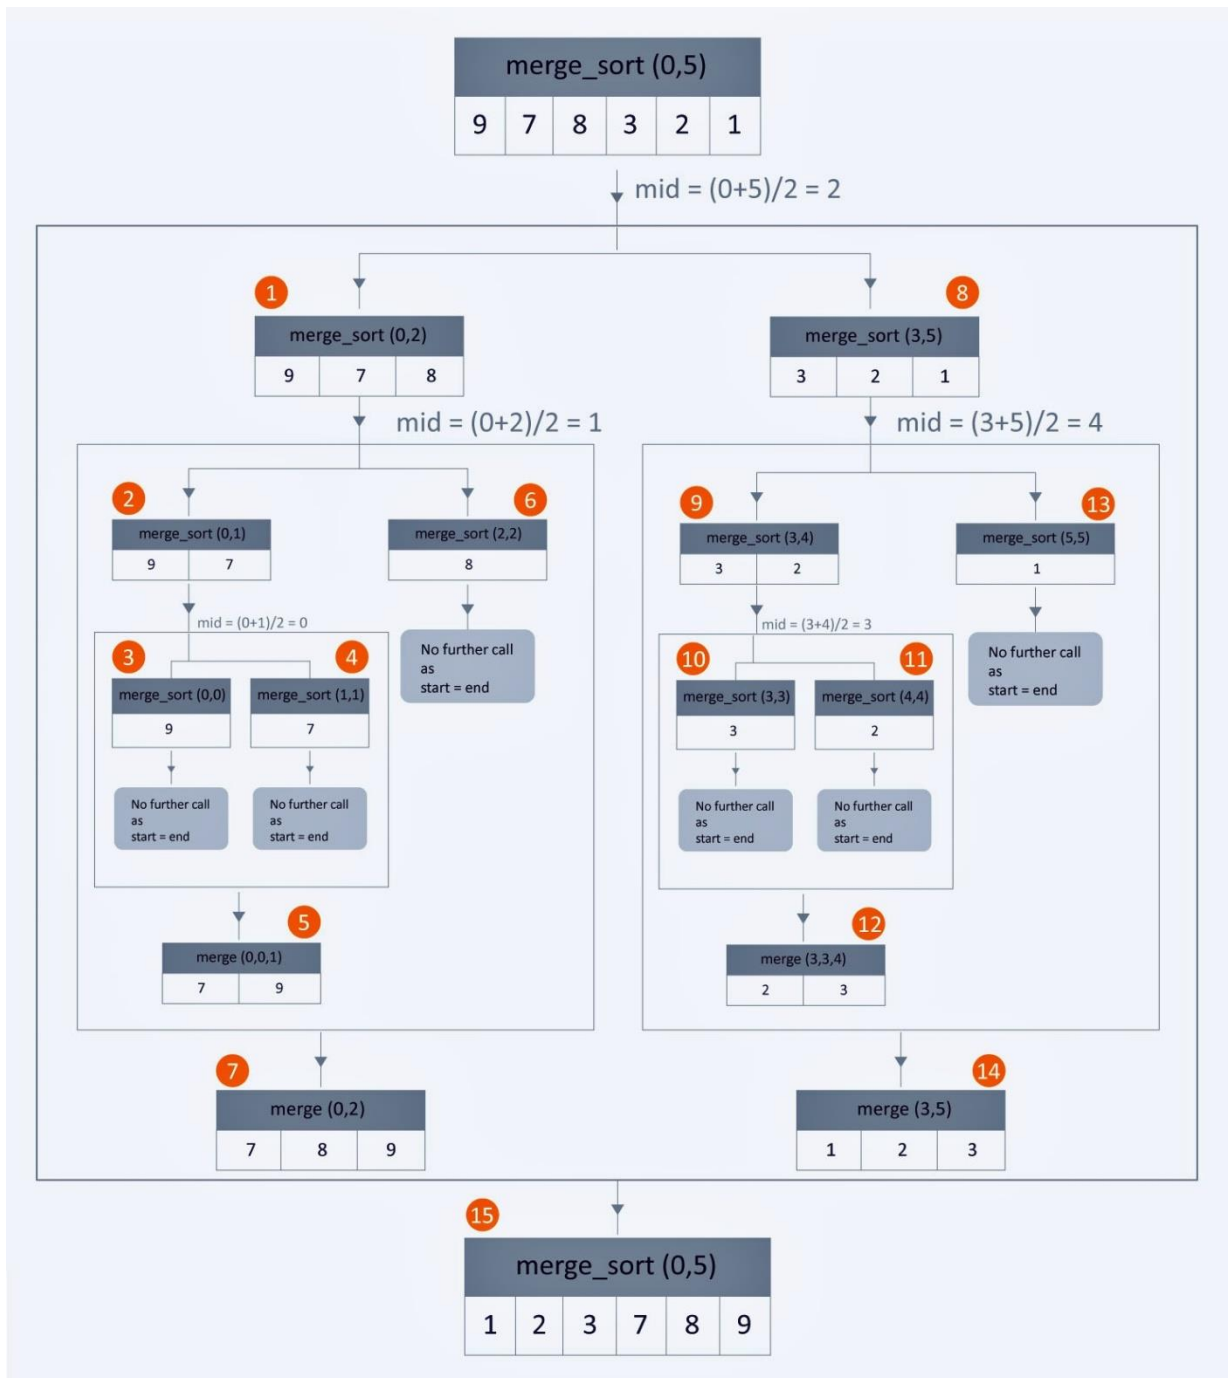 merge_sort (0,5)
9 7 8 3 2 1
mid = (0+5)/2 = 2
1
merge_sort (0,2)
9 7 8
mid = (0+2)/2 = 1
2
merge_sort (0,1)
9 7
mid = (0+1)/2 = 0
3
merge_sort (0,0)
9
No further call
as
start = end
4
merge_sort (1,1)
7
No further call
as
start = end
5
merge (0,0,1)
7 9
6
merge_sort (2,2)
8
No further call
as
start = end
7
merge (0,2)
7 8 9
8
merge_sort (3,5)
3 2 1
mid = (3+5)/2 = 4
9
merge_sort (3,4)
3 2
mid = (3+4)/2 = 3
10
merge_sort (3,3)
3
No further call
as
start = end
11
merge_sort (4,4)
2
No further call
as
start = end
12
merge (3,3,4)
2 3
13
merge_sort (5,5)
1
No further call
as
start = end
14
merge (3,5)
1 2 3
15
merge_sort (0,5)
1 2 3 7 8 9